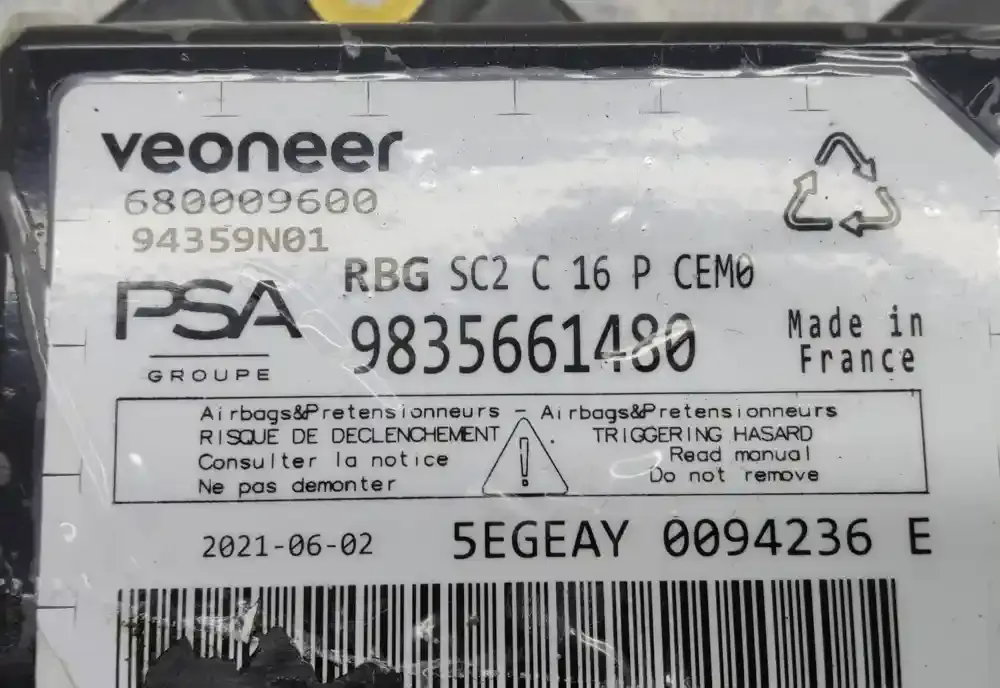 veoneer
680009600
94359N01
RBG SC2 C 16 P CEM0
PSA
GROUPE
9835661480
Made in
France
Airbags&Pretensionneurs - Airbags&Pretensionneurs
RISQUE DE DECLENCHEMENT
Consulter la notice
Ne pas demonter
!
TRIGGERING HASARD
Read manual
Do not remove
2021-06-02
5EGEAY 0094236 E